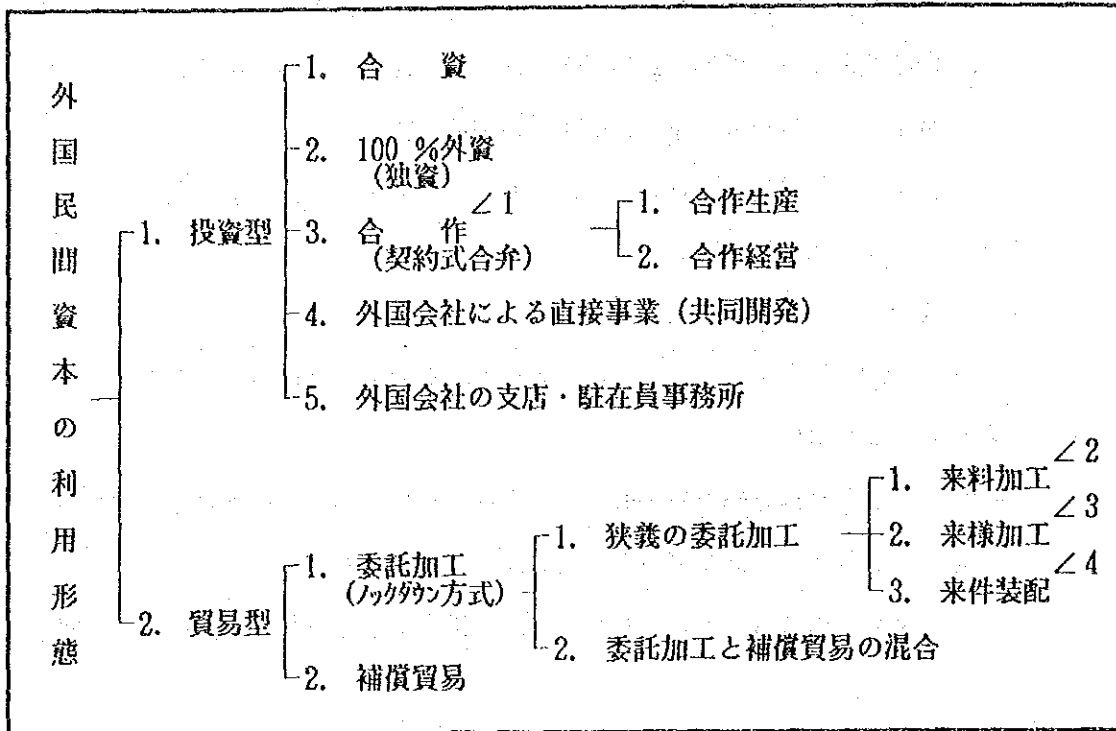 外国民間資本の利用形態
1. 投資型
1. 合 資
2. 100 %外資
(独資)
3. 合 作∠1
(契約式合弁)
1. 合作生産
2. 合作経営
4. 外国会社による直接事業(共同開発)
5. 外国会社の支店・駐在員事務所
2. 貿易型
1. 委託加工
(ノックダウン方式)
1. 狭義の委託加工
1. 来料加工∠2
2. 来様加工∠3
3. 来件装配∠4
2. 委託加工と補償貿易の混合
2. 補償貿易